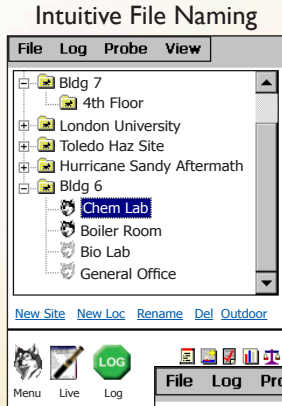 Intuitive File Naming
File Log Probe View
Bldg 7
4th Floor
London University
Toledo Haz Site
Hurricane Sandy Aftermath
Bldg 6
Chem Lab
Boiler Room
Bio Lab
General Office
New Site New Loc Rename Del Outdoor
LOG
Menu Live Log
File Log Pro